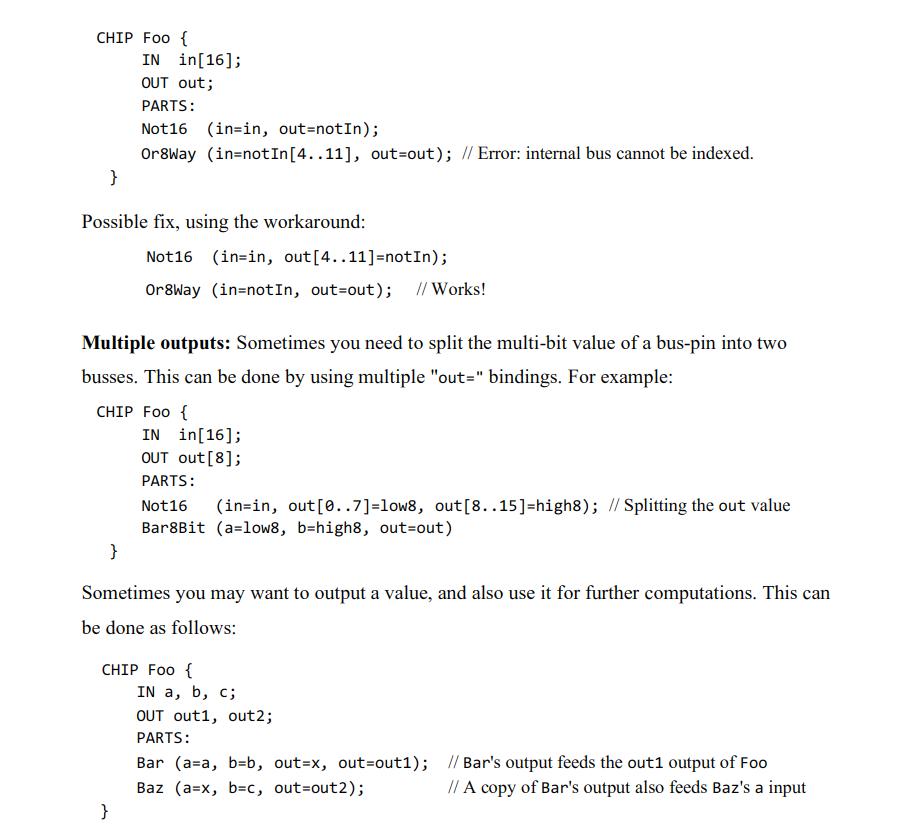 CHIP Foo {
IN  in[16];
OUT out;
PARTS:
Not16  (in=in, out=notIn);
Or8Way (in=notIn[4..11], out=out); // Error: internal bus cannot be indexed.
}
Possible fix, using the workaround:
Not16  (in=in, out[4..11]=notIn);
Or8Way (in=notIn, out=out);   // Works!
Multiple outputs: Sometimes you need to split the multi-bit value of a bus-pin into two
busses. This can be done by using multiple "out=" bindings. For example:
CHIP Foo {
IN  in[16];
OUT out[8];
PARTS:
Not16   (in=in, out[0..7]=low8, out[8..15]=high8); // Splitting the out value
Bar8Bit (a=low8, b=high8, out=out)
}
Sometimes you may want to output a value, and also use it for further computations. This can
be done as follows:
CHIP Foo {
IN a, b, c;
OUT out1, out2;
PARTS:
Bar (a=a, b=b, out=x, out=out1);  // Bar's output feeds the out1 output of Foo
Baz (a=x, b=c, out=out2);         // A copy of Bar's output also feeds Baz's a input
}